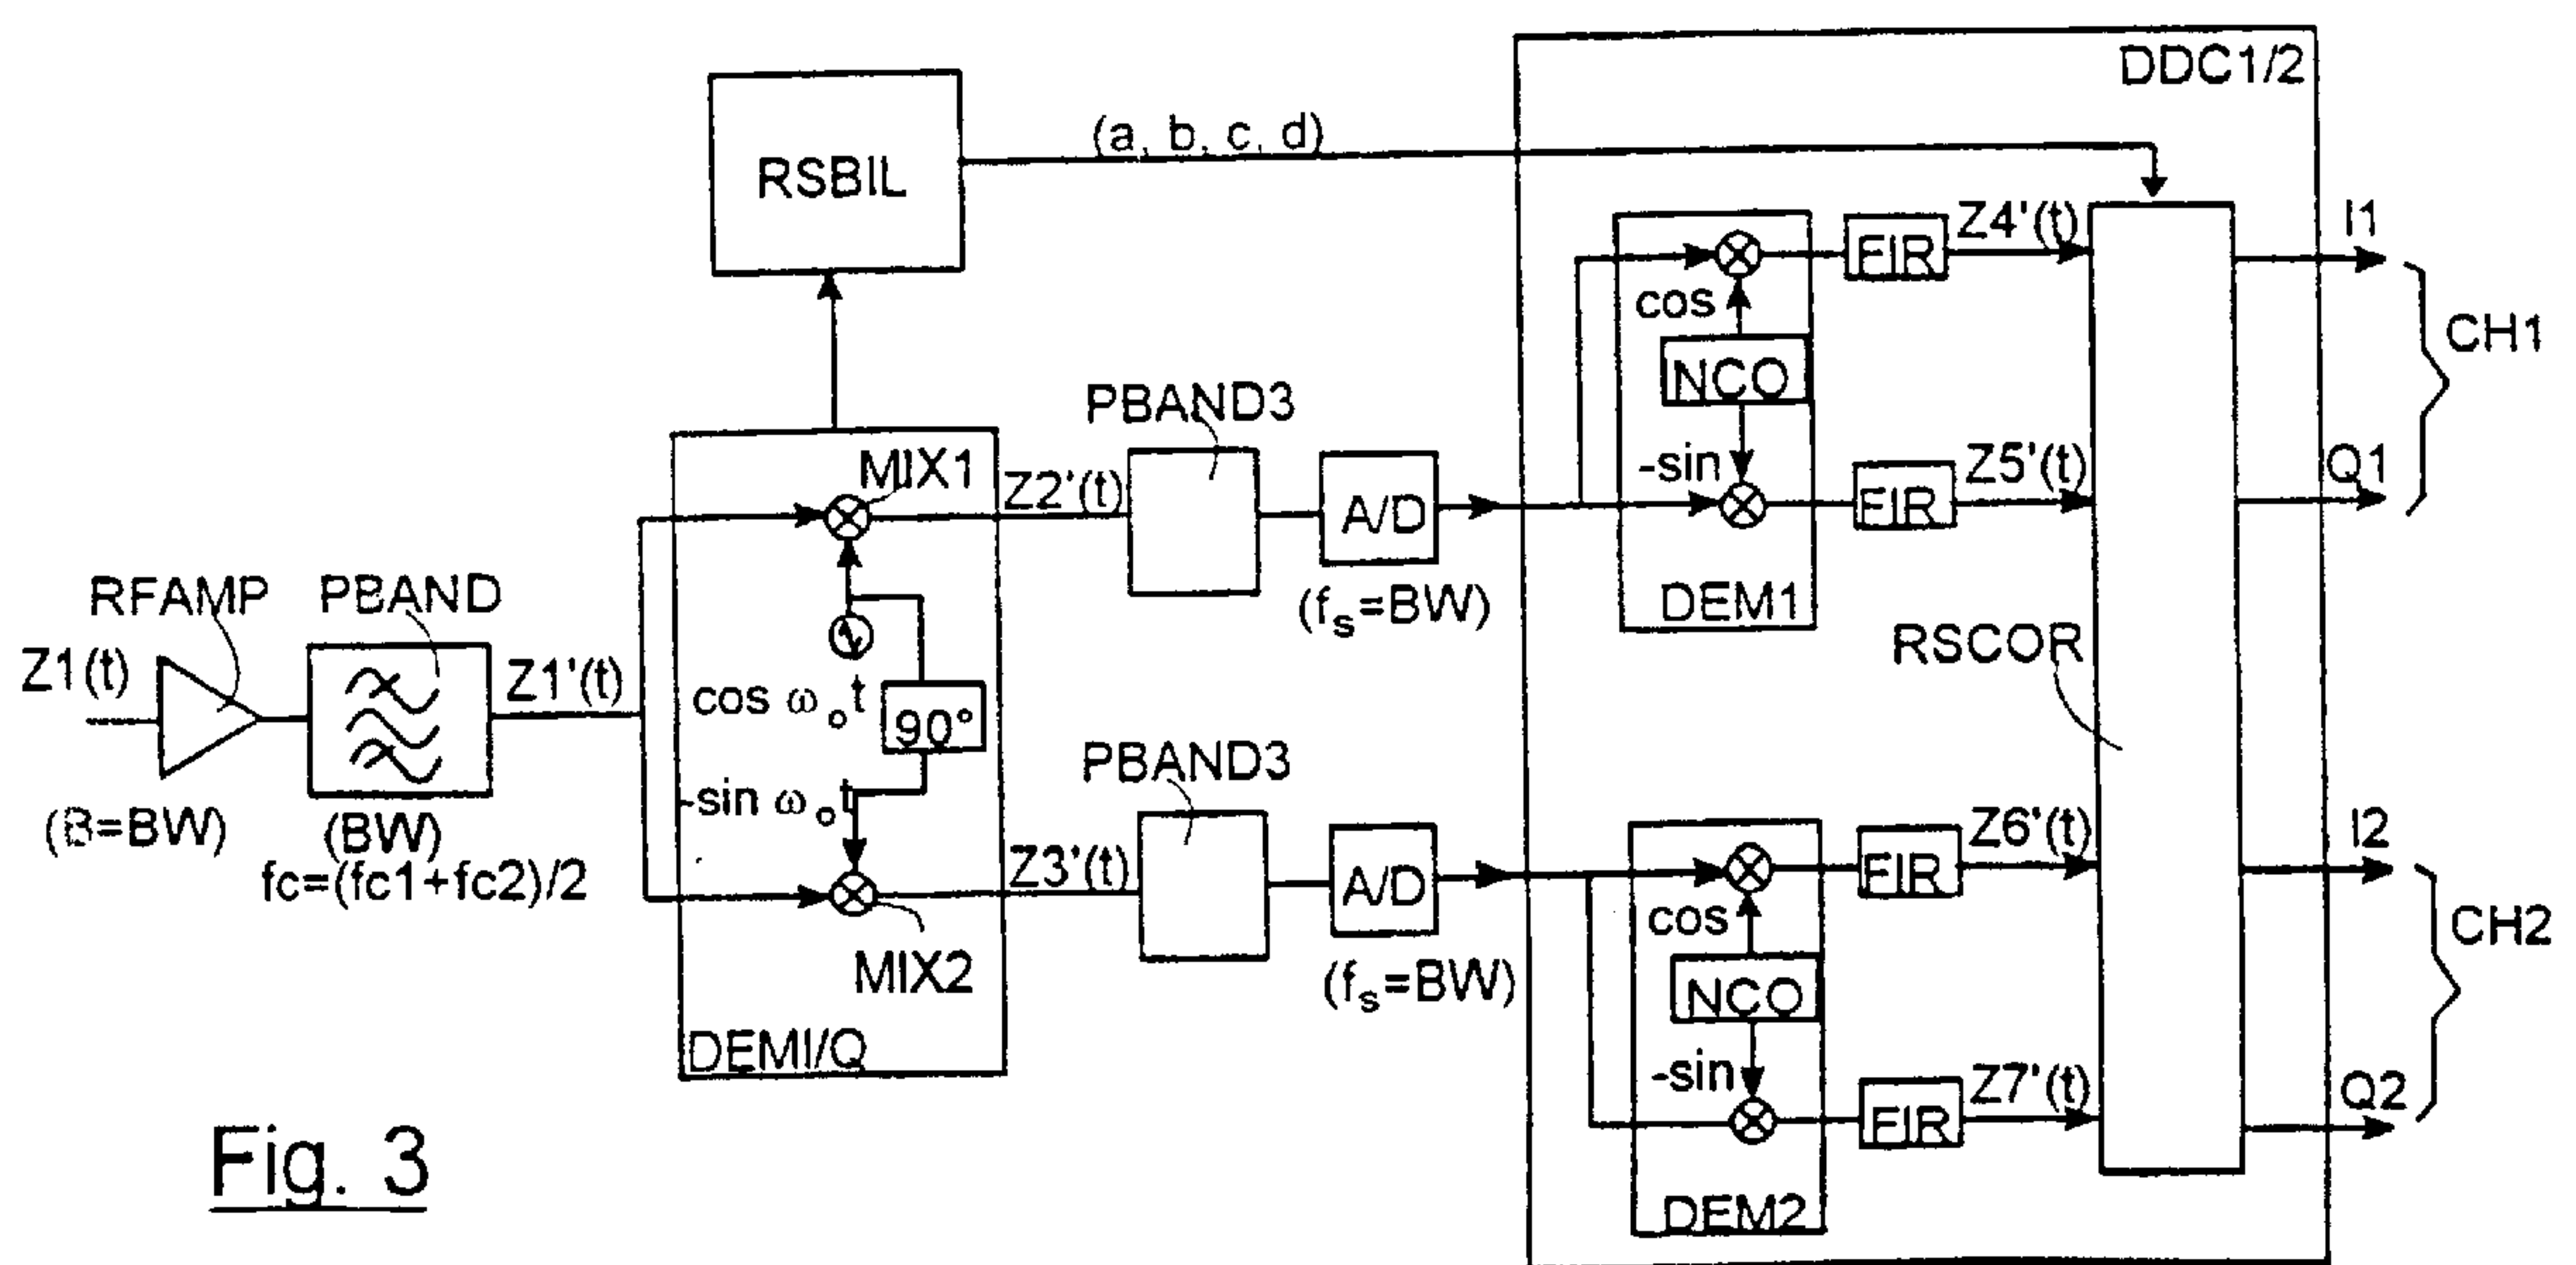 DDC1/2
(a, b, c, d)
RSBIL
Z4'(t)
I1
FIR
cos
CH1
NCO
PBAND3
MIX1
Z2'(t)
-sin
Z5'(t)
Q1
A/D
FIR
RFAMP
PBAND
(fs=BW)
DEM1
RSCOR
Z1(t)
Z1'(t)
cos ωot
90°
PBAND3
-sin ωot
(B=BW)
(BW)
fc=(fc1+fc2)/2
Z3'(t)
A/D
Z6'(t)
I2
FIR
cos
CH2
MIX2
(fs=BW)
NCO
DEMI/Q
-sin
Z7'(t)
Q2
FIR
Fig. 3
DEM2